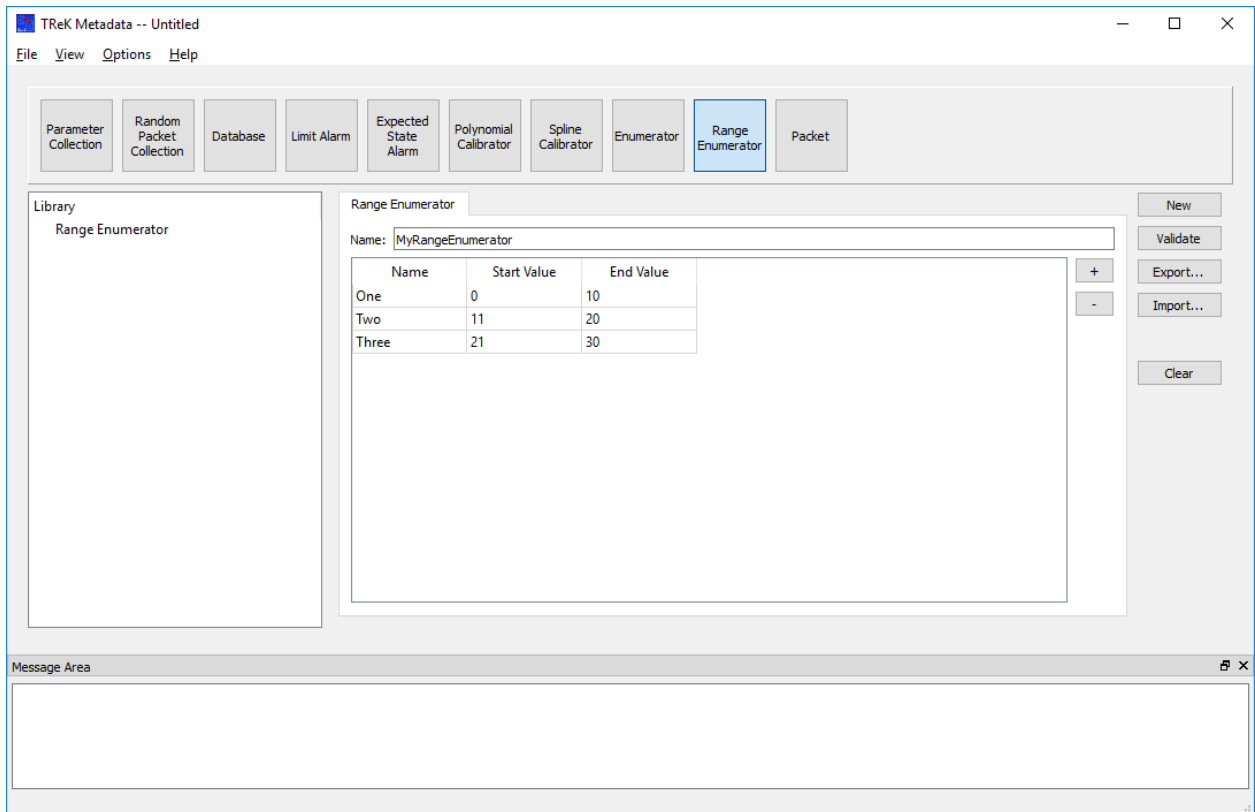 TReK Metadata -- Untitled
File View Options Help
Parameter Collection
Random Packet Collection
Database
Limit Alarm
Expected State Alarm
Polynomial Calibrator
Spline Calibrator
Enumerator
Range Enumerator
Packet
Library
Range Enumerator
Range Enumerator
Name: MyRangeEnumerator
Name Start Value End Value
One 0 10
Two 11 20
Three 21 30
+
-
New
Validate
Export...
Import...
Clear
Message Area